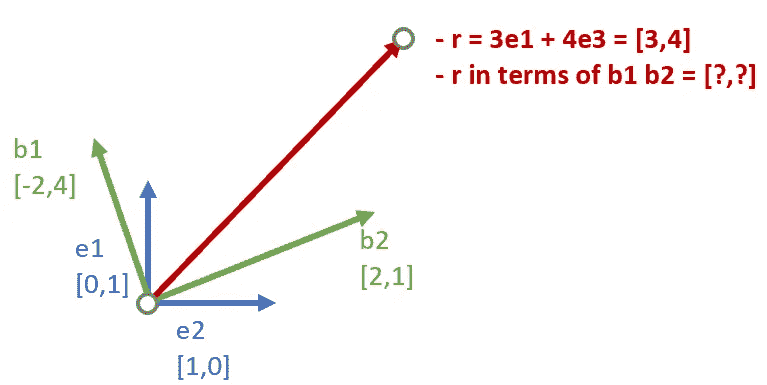 - r = 3e1 + 4e3 = [3,4]
- r in terms of b1 b2 = [?,?]
b1
[-2,4]
e1
[0,1]
b2
[2,1]
e2
[1,0]